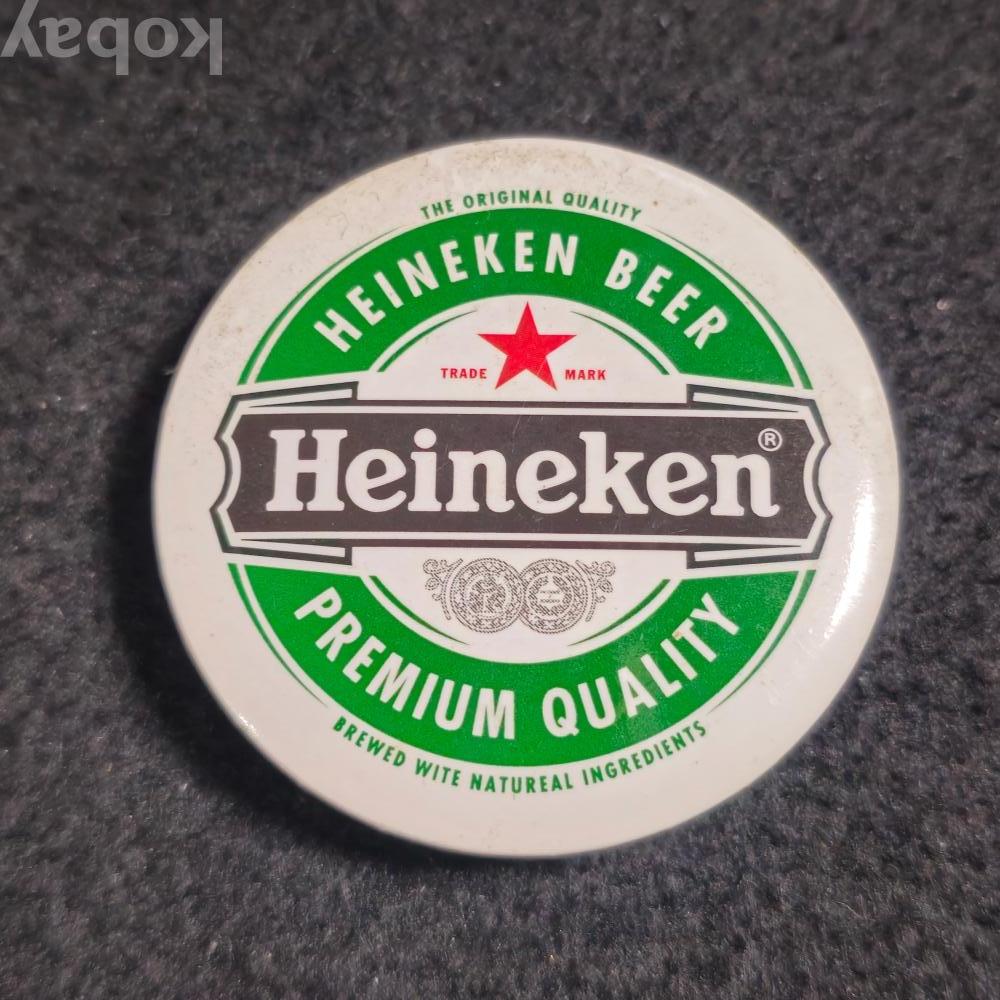 kobay
THE ORIGINAL QUALITY
HEINEKEN BEER
TRADE MARK
Heineken®
PREMIUM QUALITY
BREWED WITE NATUREAL INGREDIENTS